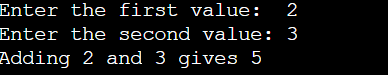 Enter the first value:  2
Enter the second value: 3
Adding 2 and 3 gives 5